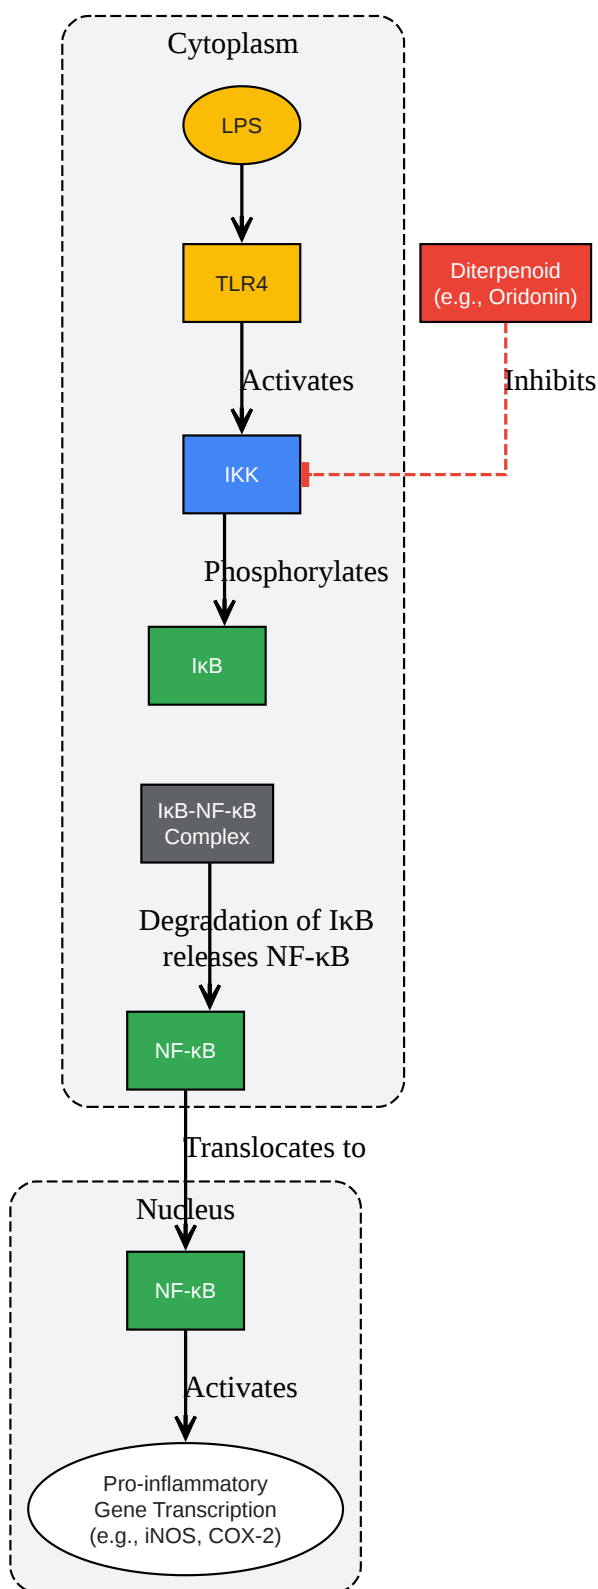 Cytoplasm
LPS
TLR4
Diterpenoid
(e.g., Oridonin)
Activates
Inhibits
IKK
Phosphorylates
IκB
IκB-NF-κB
Complex
Degradation of IκB
releases NF-κB
NF-κB
Translocates to
Nucleus
NF-κB
Activates
Pro-inflammatory
Gene Transcription
(e.g., iNOS, COX-2)